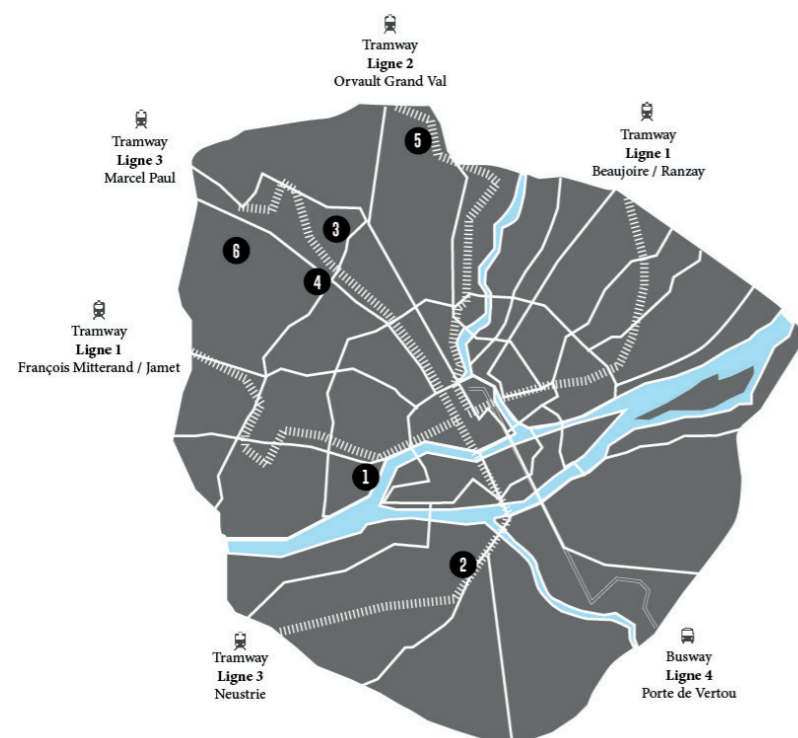 Tramway
Ligne 2
Orvault Grand Val
Tramway
Ligne 3
Marcel Paul
Tramway
Ligne 1
Beaujoire / Ranzay
5
3
6
4
Tramway
Ligne 1
François Mitterand / Jamet
1
2
Tramway
Ligne 3
Neustrie
Busway
Ligne 4
Porte de Vertou